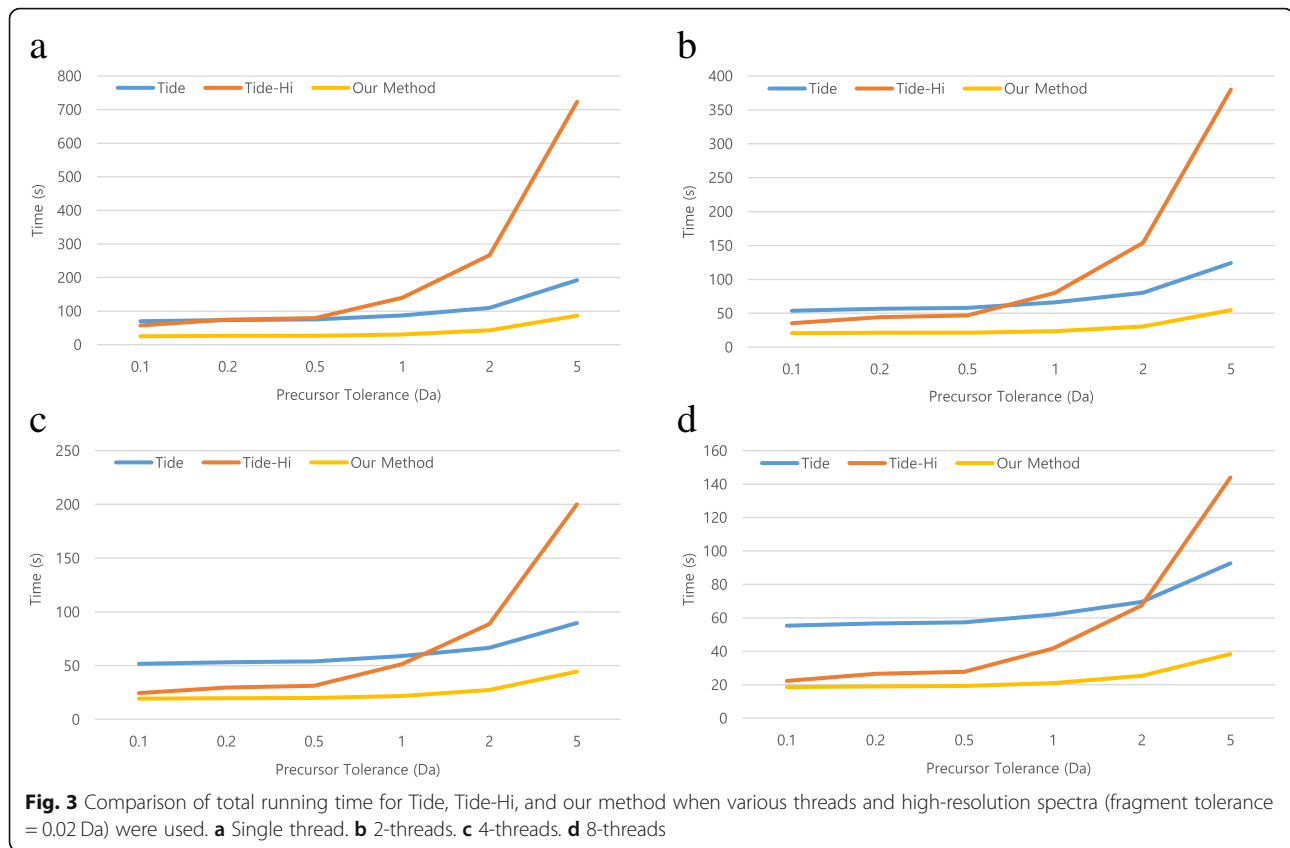 a
Tide Tide-Hi Our Method
800
700
600
500
400
300
200
100
0
Time (s)
0.1 0.2 0.5 1 2 5
Precursor Tolerance (Da)
b
Tide Tide-Hi Our Method
400
350
300
250
200
150
100
50
0
Time (s)
0.1 0.2 0.5 1 2 5
Precursor Tolerance (Da)
c
Tide Tide-Hi Our Method
250
200
150
100
50
0
Time (s)
0.1 0.2 0.5 1 2 5
Precursor Tolerance (Da)
d
Tide Tide-Hi Our Method
160
140
120
100
80
60
40
20
0
Time (s)
0.1 0.2 0.5 1 2 5
Precursor Tolerance (Da)
Fig. 3 Comparison of total running time for Tide, Tide-Hi, and our method when various threads and high-resolution spectra (fragment tolerance
= 0.02 Da) were used. a Single thread. b 2-threads. c 4-threads. d 8-threads